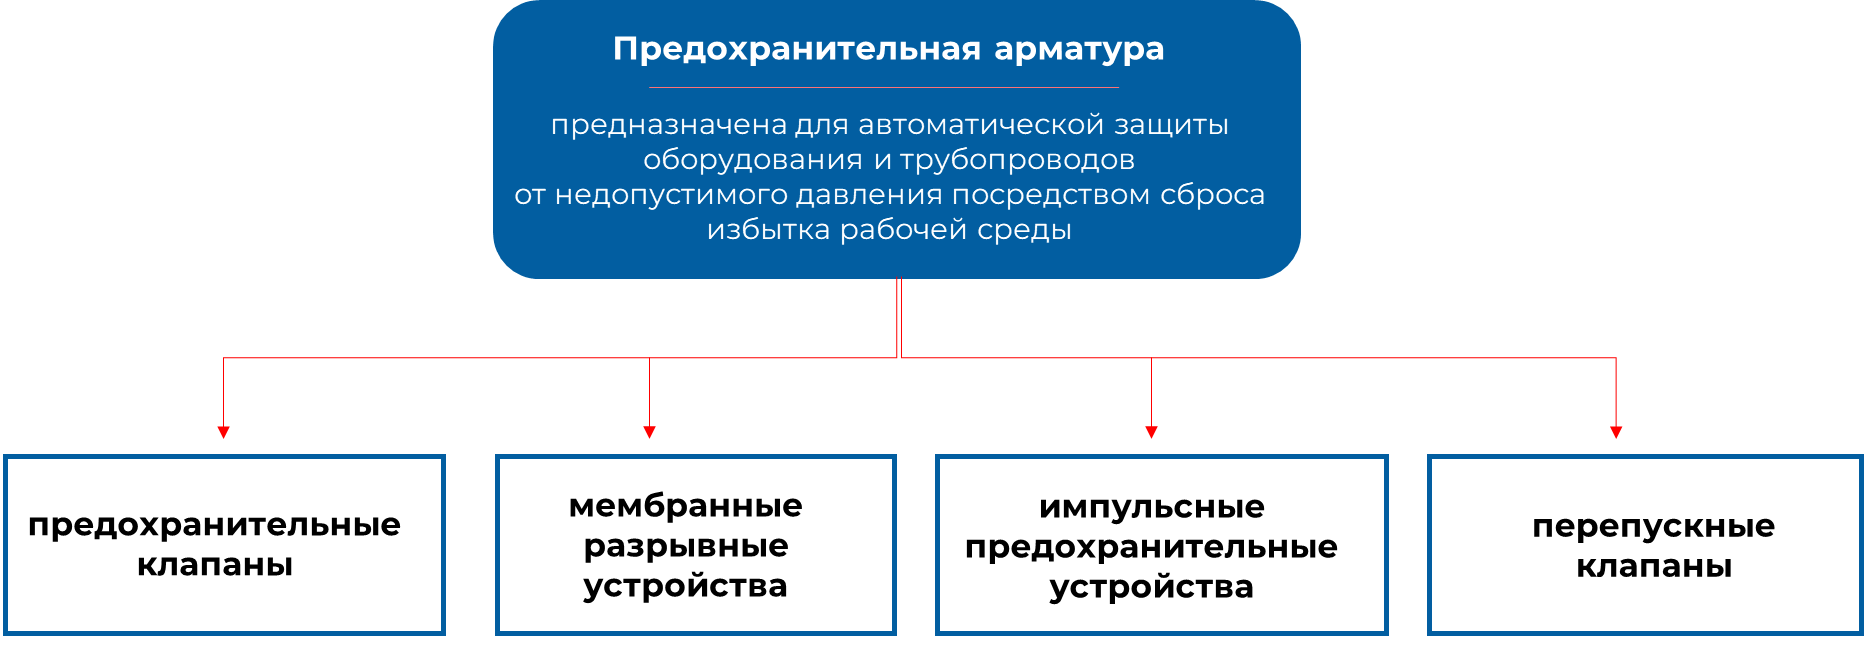 Предохранительная арматура
предназначена для автоматической защиты
оборудования и трубопроводов
от недопустимого давления посредством сброса
избытка рабочей среды
предохранительные
клапаны
мембранные
разрывные
устройства
импульсные
предохранительные
устройства
перепускные
клапаны